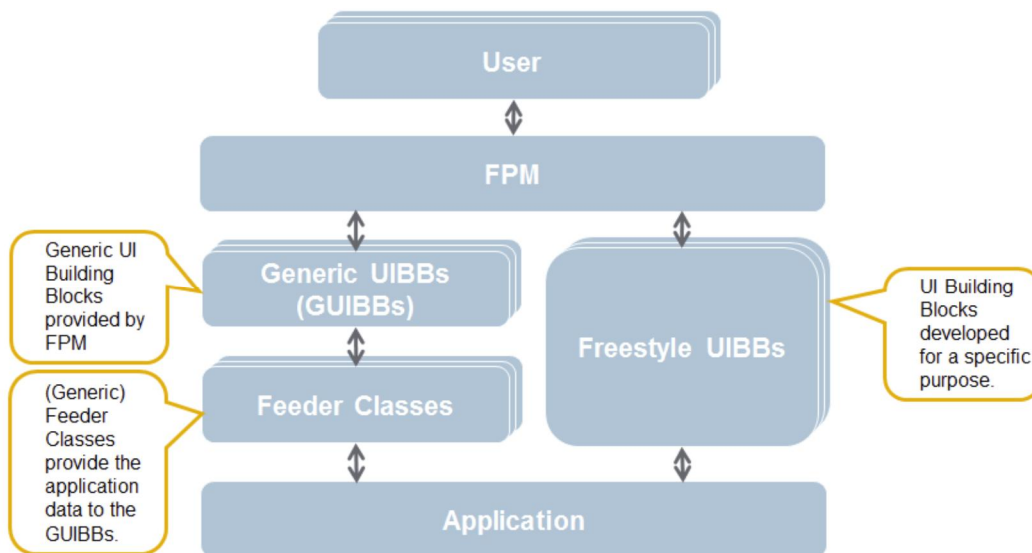 User
FPM
Generic UI
Building
Blocks
provided by
FPM
Generic UIBBs
(GUIBBs)
Freestyle UIBBs
UI Building
Blocks
developed
for a specific
purpose.
(Generic)
Feeder
Classes
provide the
application
data to the
GUIBBs.
Feeder Classes
Application